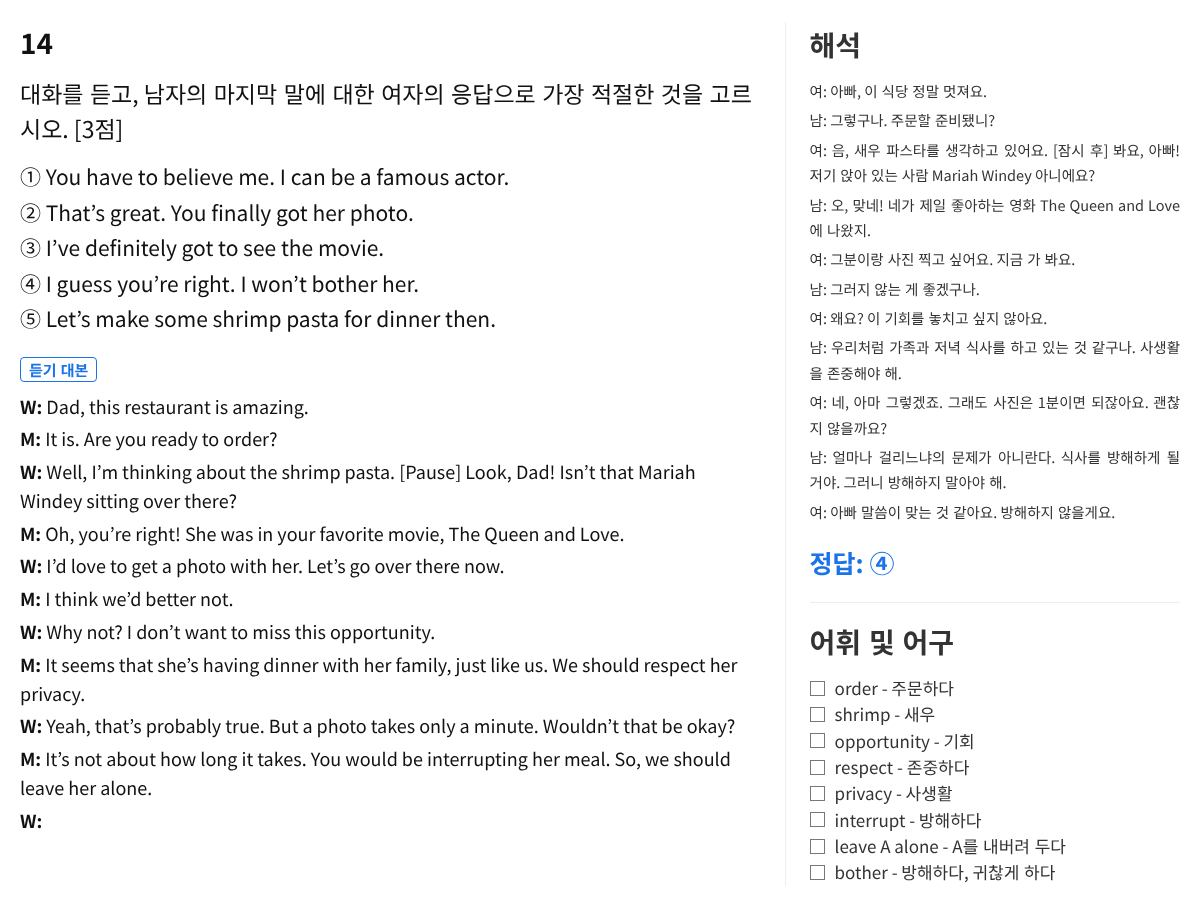 14
대화를 듣고, 남자의 마지막 말에 대한 여자의 응답으로 가장 적절한 것을 고르
시오. [3점]
① You have to believe me. I can be a famous actor.
② That’s great. You finally got her photo.
③ I’ve definitely got to see the movie.
④ I guess you’re right. I won’t bother her.
⑤ Let’s make some shrimp pasta for dinner then.
듣기 대본
W: Dad, this restaurant is amazing.
M: It is. Are you ready to order?
W: Well, I’m thinking about the shrimp pasta. [Pause] Look, Dad! Isn’t that Mariah
Windey sitting over there?
M: Oh, you’re right! She was in your favorite movie, The Queen and Love.
W: I’d love to get a photo with her. Let’s go over there now.
M: I think we’d better not.
W: Why not? I don’t want to miss this opportunity.
M: It seems that she’s having dinner with her family, just like us. We should respect her
privacy.
W: Yeah, that’s probably true. But a photo takes only a minute. Wouldn’t that be okay?
M: It’s not about how long it takes. You would be interrupting her meal. So, we should
leave her alone.
W:
해석
여: 아빠, 이 식당 정말 멋져요.
남: 그렇구나. 주문할 준비됐니?
여: 음, 새우 파스타를 생각하고 있어요. [잠시 후] 봐요, 아빠!
저기 앉아 있는 사람 Mariah Windey 아니에요?
남: 오, 맞네! 네가 제일 좋아하는 영화 The Queen and Love
에 나왔지.
여: 그분이랑 사진 찍고 싶어요. 지금 가 봐요.
남: 그러지 않는 게 좋겠구나.
여: 왜요? 이 기회를 놓치고 싶지 않아요.
남: 우리처럼 가족과 저녁 식사를 하고 있는 것 같구나. 사생활
을 존중해야 해.
여: 네, 아마 그렇겠죠. 그래도 사진은 1분이면 되잖아요. 괜찮
지 않을까요?
남: 얼마나 걸리느냐의 문제가 아니란다. 식사를 방해하게 될
거야. 그러니 방해하지 말아야 해.
여: 아빠 말씀이 맞는 것 같아요. 방해하지 않을게요.
정답: ④
어휘 및 어구
order - 주문하다
shrimp - 새우
opportunity - 기회
respect - 존중하다
privacy - 사생활
interrupt - 방해하다
leave A alone - A를 내버려 두다
bother - 방해하다, 귀찮게 하다